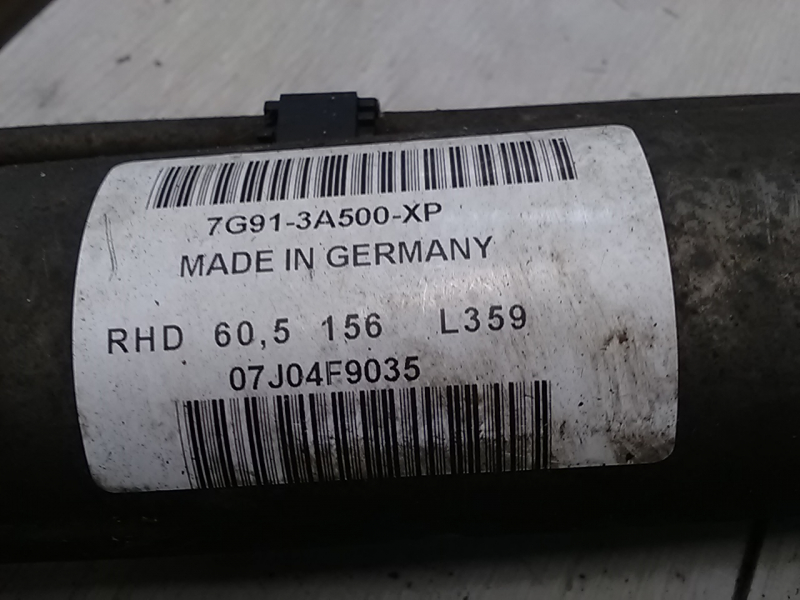 7G91-3A500-XP
MADE IN GERMANY
RHD 60,5 156 L359
07J04F9035